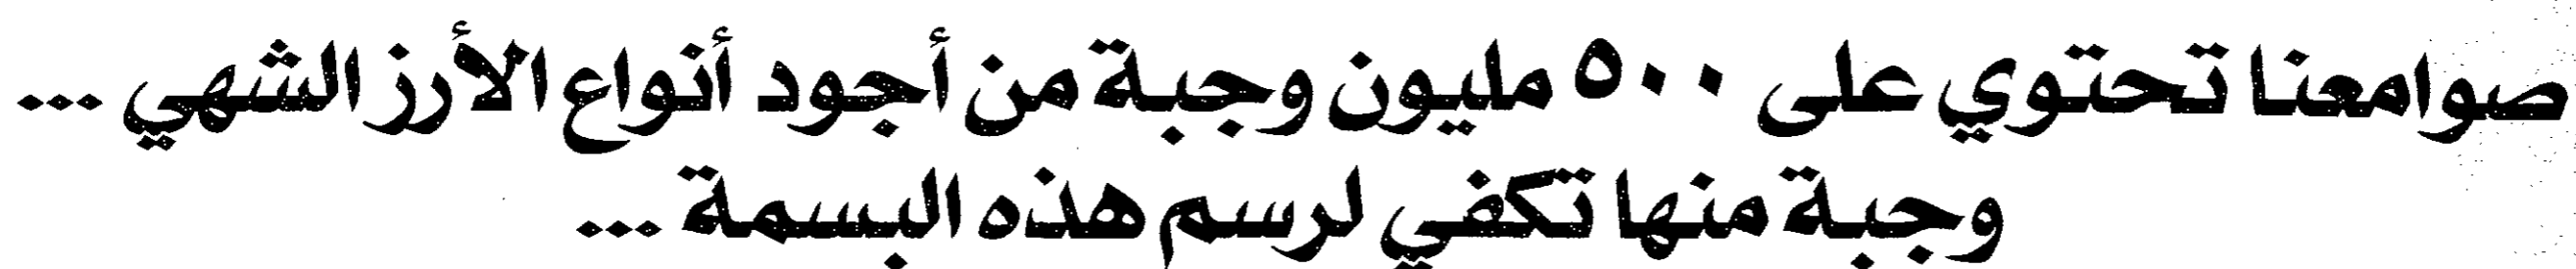 صوامعنا تحتوي على ٥٠٠ مليون وجبة من أجود أنواع الأرز الشهي ...
وجبة منها تكفي لرسم هذه البسمة ...